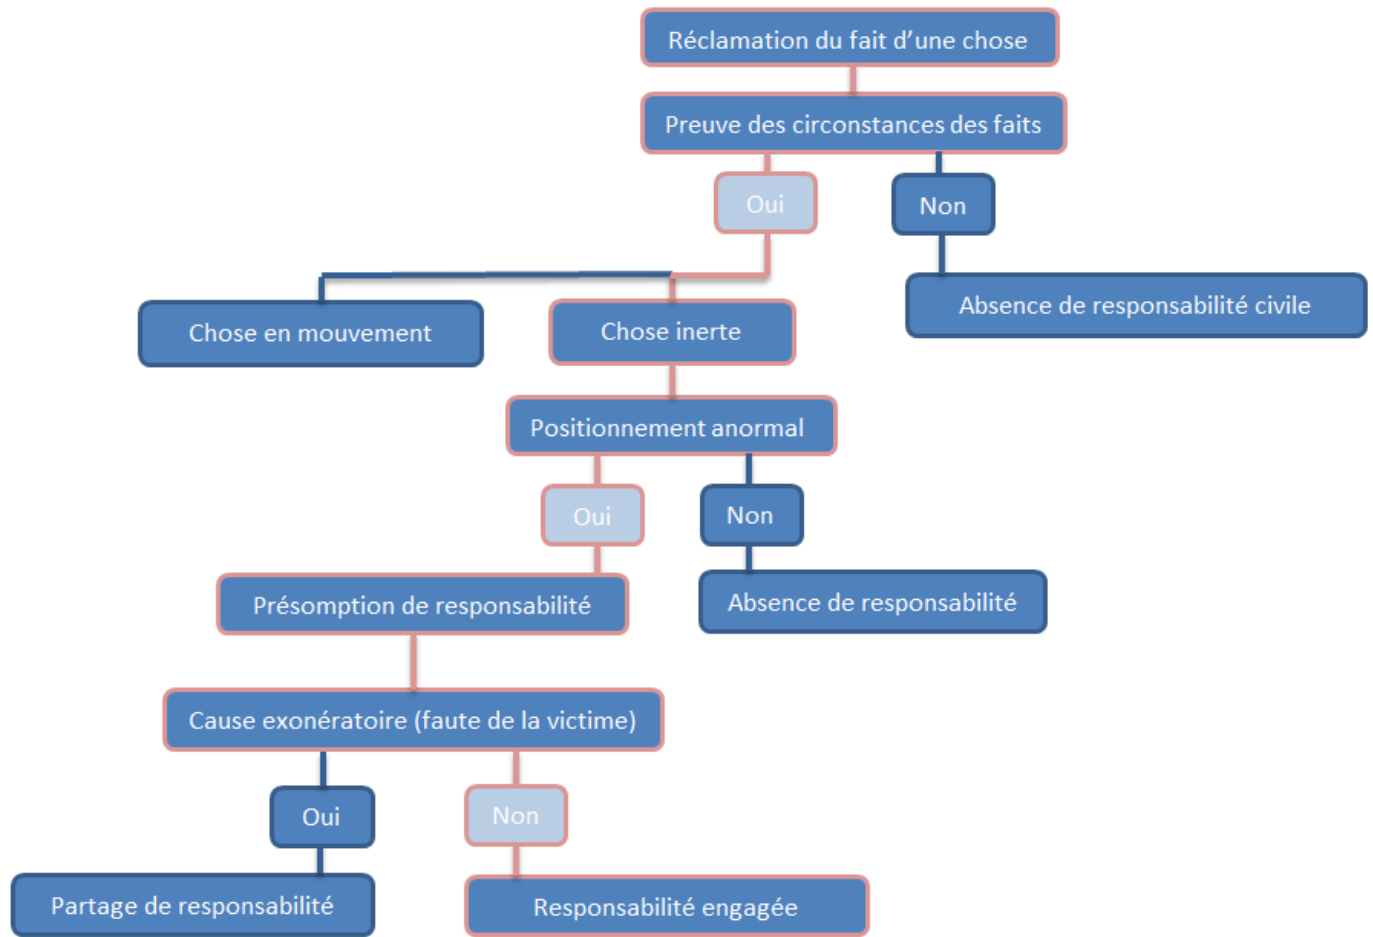 Réclamation du fait d’une chose
Preuve des circonstances des faits
Oui
Non
Absence de responsabilité civile
Chose en mouvement
Chose inerte
Positionnement anormal
Oui
Non
Présomption de responsabilité
Absence de responsabilité
Cause exonératoire (faute de la victime)
Oui
Non
Partage de responsabilité
Responsabilité engagée